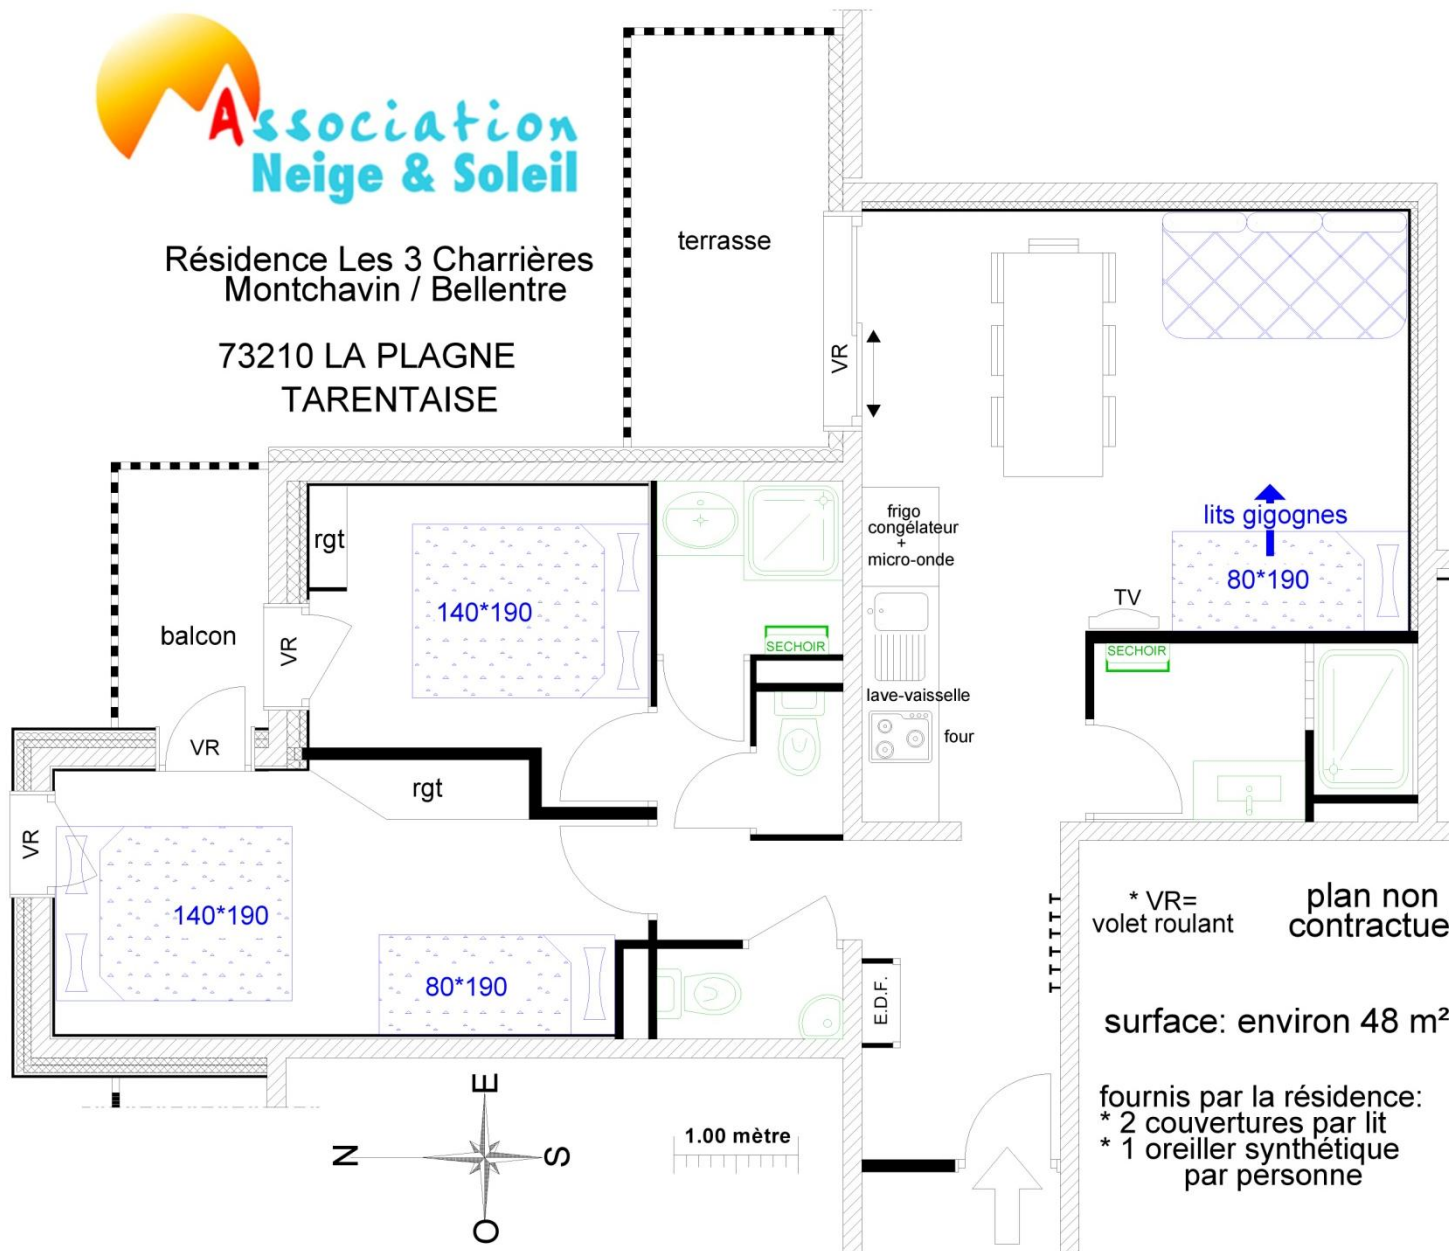 Association
Neige & Soleil
Résidence Les 3 Charrières
Montchavin / Bellentre
73210 LA PLAGNE
TARENTAISE
terrasse
VR
frigo
congélateur
+
micro-onde
lits gigognes
80*190
TV
SECHOIR
lave-vaisselle
four
rgt
140*190
SECHOIR
balcon
VR
VR
rgt
VR
140*190
80*190
E.D.F.
* VR=
volet roulant
plan non
contractue
surface: environ 48 m²
fournis par la résidence:
* 2 couvertures par lit
* 1 oreiller synthétique
par personne
E
N
S
O
1.00 mètre